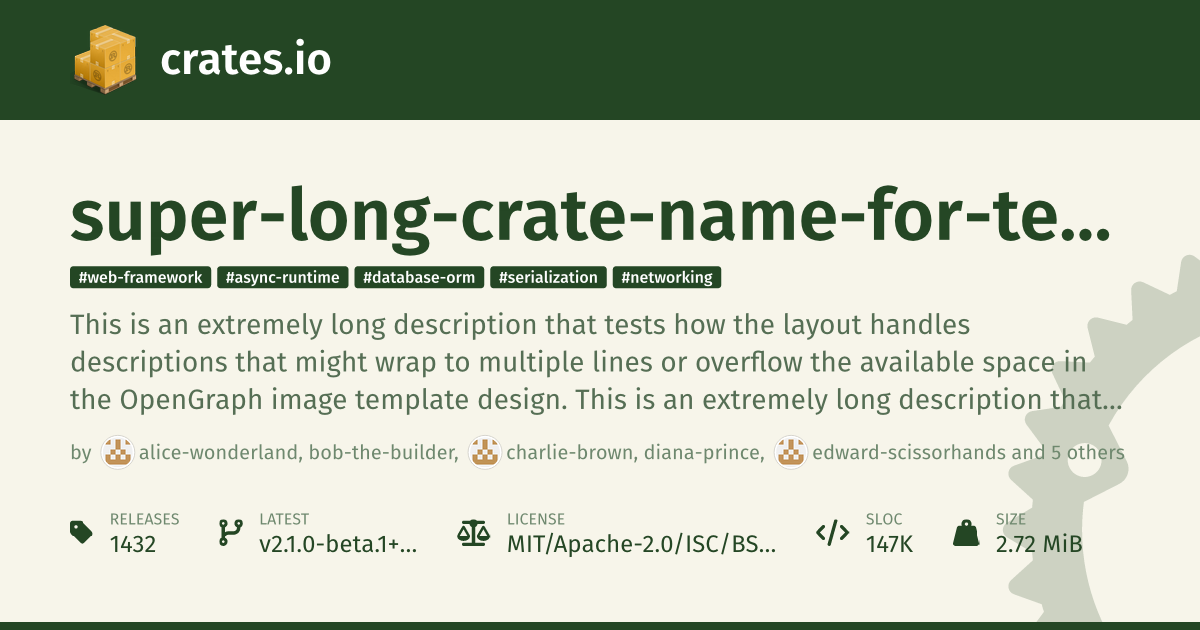 crates.io
super-long-crate-name-for-te...
#web-framework #async-runtime #database-orm #serialization #networking
This is an extremely long description that tests how the layout handles
descriptions that might wrap to multiple lines or overflow the available space in
the OpenGraph image template design. This is an extremely long description that...
by alice-wonderland, bob-the-builder, charlie-brown, diana-prince, edward-scissorhands and 5 others
RELEASES LATEST LICENSE SLOC SIZE
1432 v2.1.0-beta.1+... MIT/Apache-2.0/ISC/BS... 147K 2.72 MiB